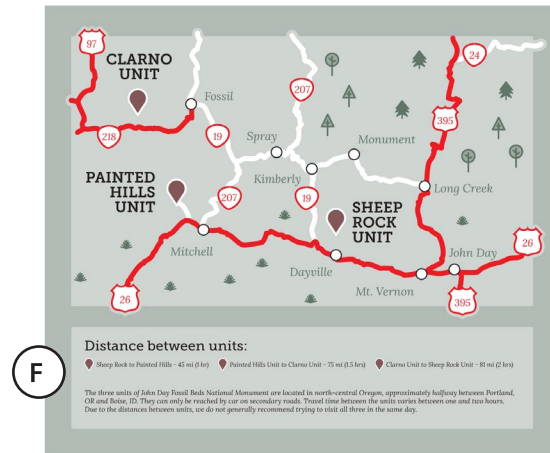 97
24
CLARNO
UNIT
207
Fossil
395
218
19
Spray
Monument
Kimberly
PAINTED
HILLS
UNIT
207
19
SHEEP
ROCK
UNIT
Long Creek
Mitchell
26
John Day
Dayville
26
Mt. Vernon
395
Distance between units:
Sheep Rock to Painted Hills - 45 mi (1 hr) Painted Hills Unit to Clarno Unit - 75 mi (1.5 hrs) Clarno Unit to Sheep Rock Unit - 81 mi (2 hrs)
F
The three units of John Day Fossil Beds National Monument are located in north-central Oregon, approximately halfway between Portland,
OR and Boise, ID. They can only be reached by car on secondary roads. Travel time between the units varies between one and two hours.
Due to the distances between units, we do not generally recommend trying to visit all three in the same day.